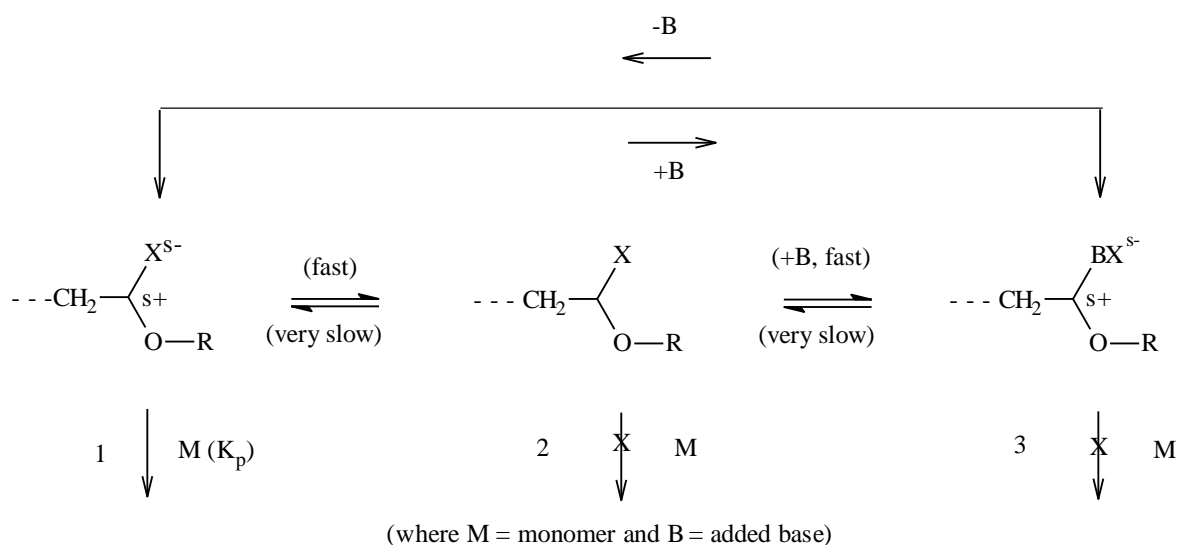 -B
+B
X^s- X BX^s-
(fast) (+B, fast)
- - -CH₂ s+ - - - CH₂ - - - CH₂ s+
(very slow) (very slow)
O—R O—R O—R
1 M (Kₚ) 2 X M 3 X M
(where M = monomer and B = added base)